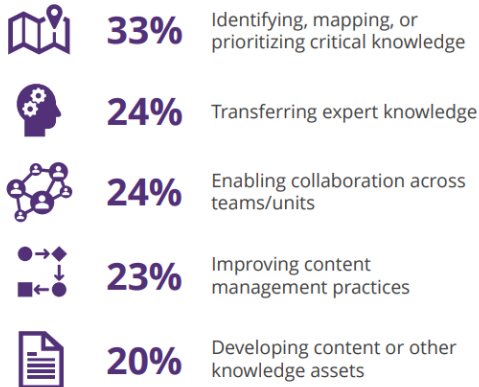 33%
Identifying, mapping, or
prioritizing critical knowledge
24%
Transferring expert knowledge
24%
Enabling collaboration across
teams/units
23%
Improving content
management practices
20%
Developing content or other
knowledge assets